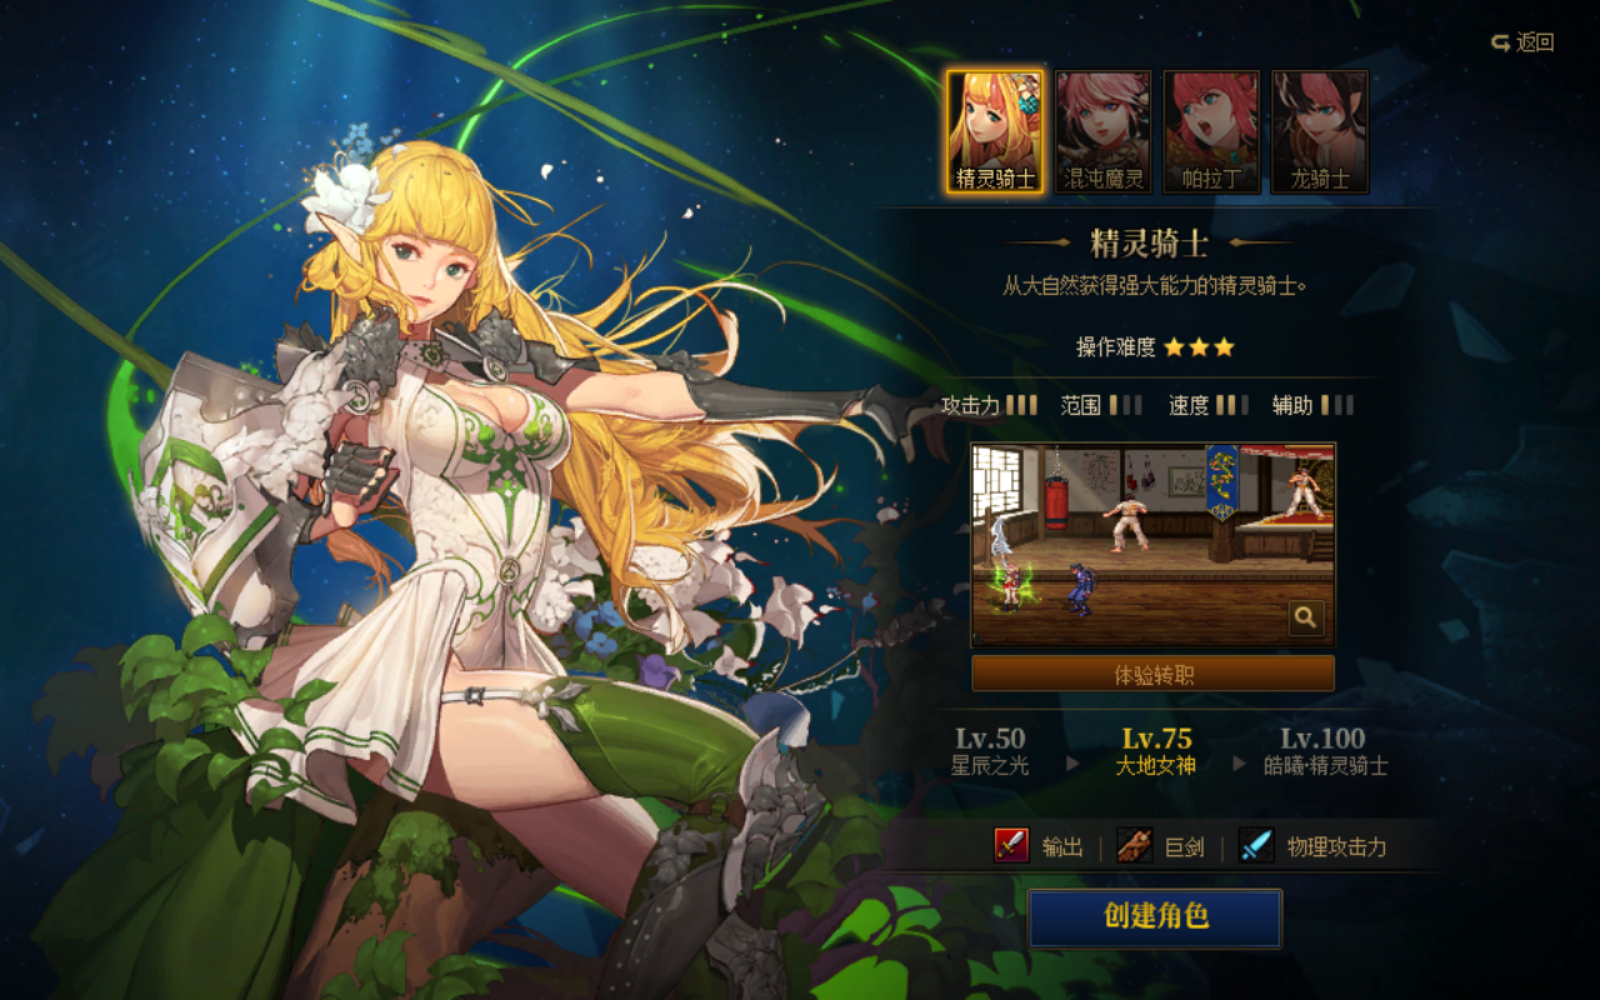 返回
精灵骑士 混沌魔灵 帕拉丁 龙骑士
精灵骑士
从大自然获得强大能力的精灵骑士。
操作难度
攻击力 范围 速度 辅助
体验转职
Lv.50 Lv.75 Lv.100
星辰之光 大地女神 皓曦·精灵骑士
输出 巨剑 物理攻击力
创建角色